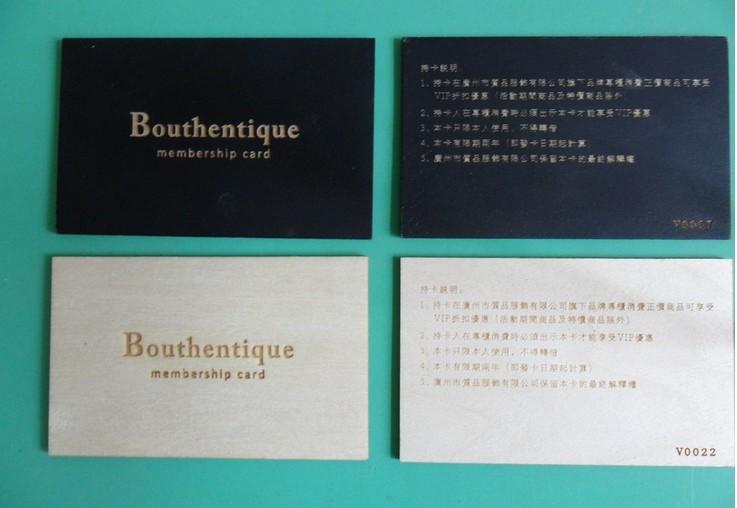 Bouthentique
membership card
持卡説明:
1、持卡在廣州市質品服飾有限公司旗下品牌專櫃消費正價商品可享受
VIP折扣優惠（活動期間商品及特價商品除外
2、持卡人在專櫃消費時必須出示本卡才能享受VIP優惠
3、本卡只限本人使用，不得轉借
4、本卡有限期兩年（即發卡日期起計算）
5、廣州市質品服飾有限公司保留本卡的最終解釋權
Bouthentique
membership card
持卡説明:
1、持卡在廣州市質品服飾有限公司旗下品牌專櫃消費正價商品可享受
VIP折扣優惠（活動期間商品及特價商品除外）
2、持卡人在專櫃消費時必須出示本卡才能享受VIP優惠
3、本卡只限本人使用，不得轉借
4、本卡有限期兩年（即發卡日期起計算）
5、廣州市質品服飾有限公司保留本卡的最終解釋權
V0022